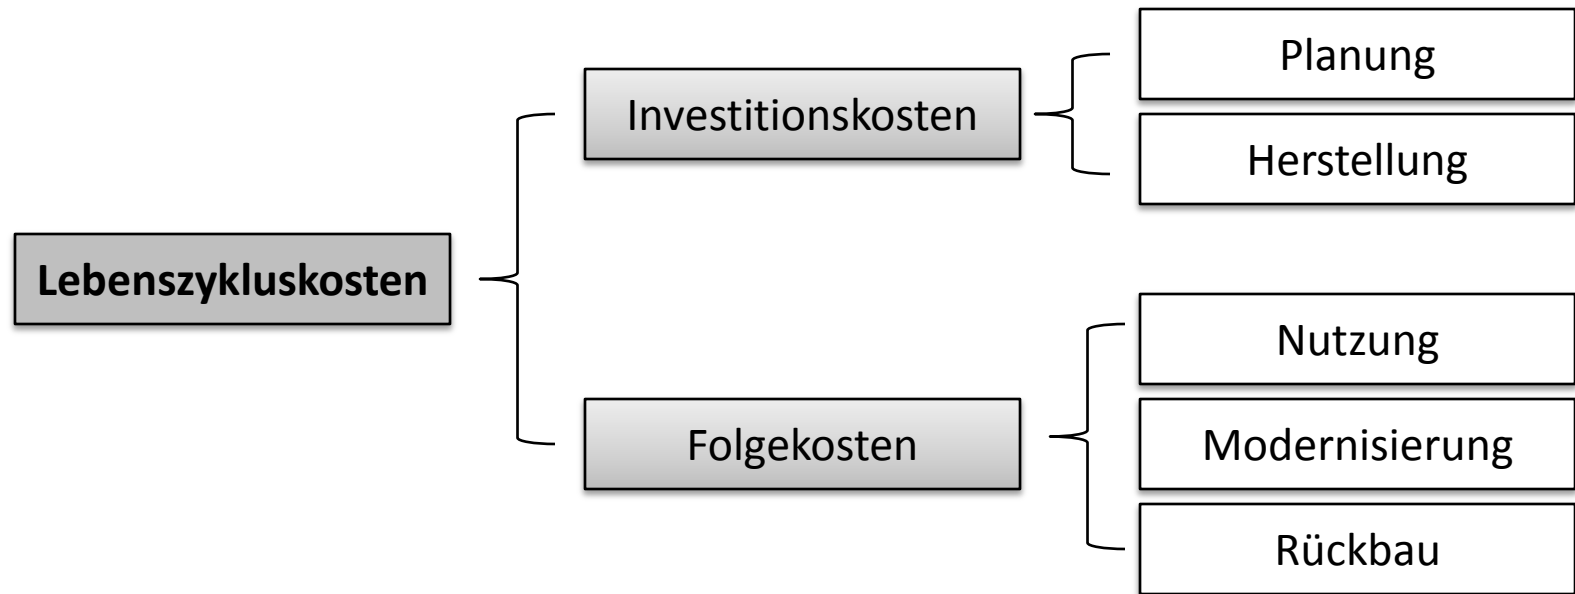 Lebenszykluskosten
Investitionskosten
Planung
Herstellung
Folgekosten
Nutzung
Modernisierung
Rückbau